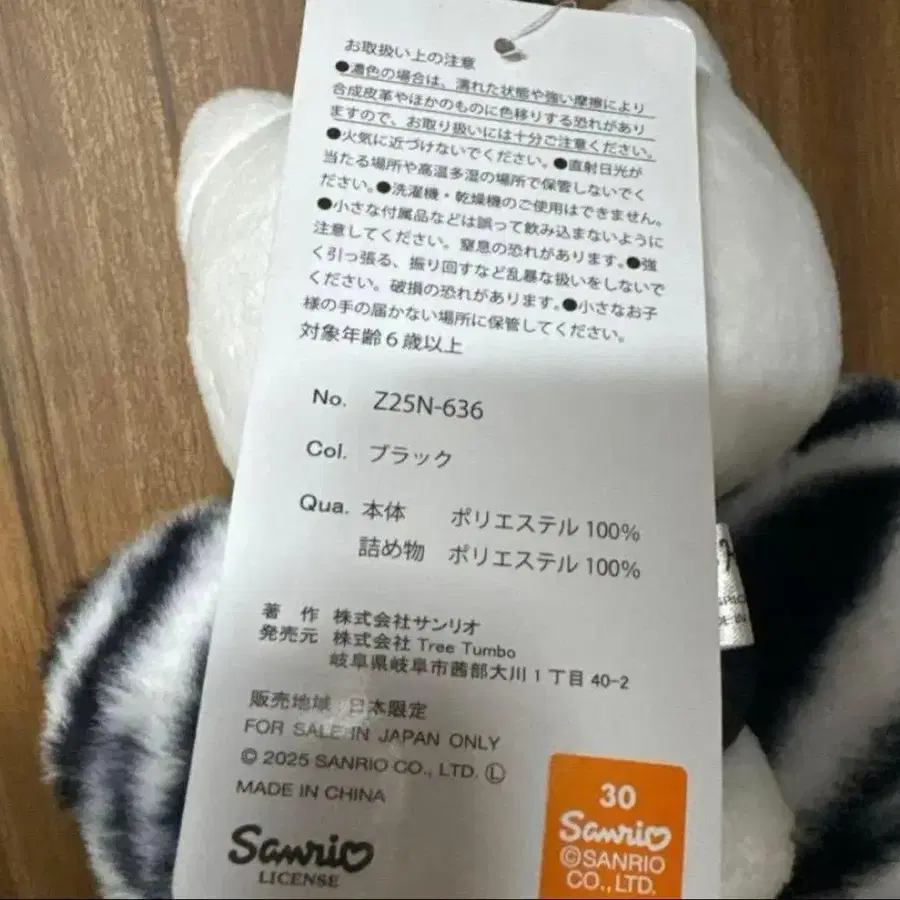 お取扱い上の注意
●濃色の場合は、濡れた状態や強い摩擦により
合成皮革やほかのものに色移りする恐れがあり
ますので、お取り扱いには十分ご注意ください。
●火気に近づけないでください。●直射日光が
当たる場所や高温多湿の場所で保管しないでく
ださい。●洗濯機・乾燥機のご使用はできません。
●小さな付属品などは誤って飲み込まないように
注意してください。窒息の恐れがあります。●強
く引っ張る、振り回すなど乱暴な扱いをしないで
ください。破損の恐れがあります。●小さなお子
様の手の届かない場所に保管してください。
対象年齢6歳以上
No. Z25N-636
Col. ブラック
Qua. 本体 ポリエステル 100%
詰め物 ポリエステル 100%
著 作 株式会社サンリオ
発売元 株式会社 Tree Tumbo
岐阜県岐阜市茜部大川1丁目40-2
販売地域 日本限定
FOR SALE IN JAPAN ONLY
© 2025 SANRIO CO., LTD. Ⓛ
MADE IN CHINA
Sanrio
LICENSE
30
Sanrio
©SANRIO
CO., LTD.